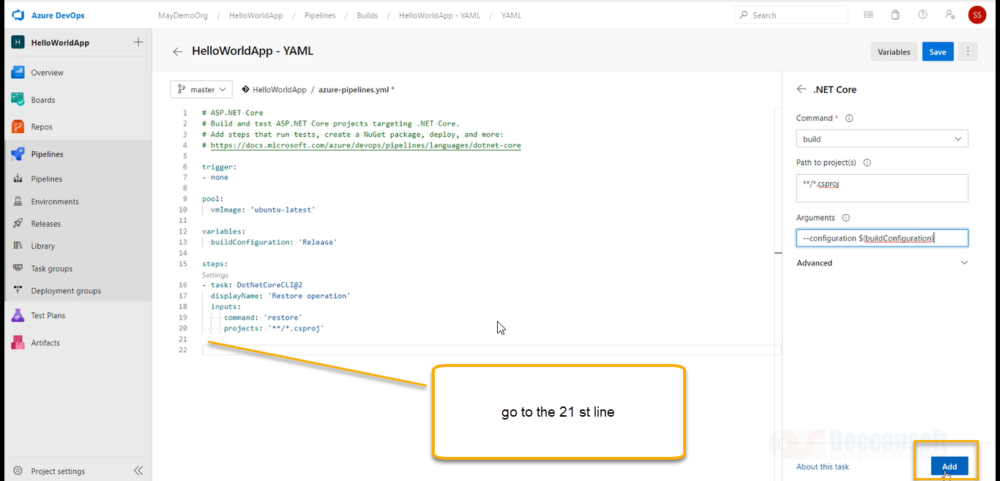 Azure DevOps
MayDemoOrg / HelloWorldApp / Pipelines / Builds / HelloWorldApp - YAML / YAML
Search
SS
H HelloWorldApp
Overview
Boards
Repos
Pipelines
Pipelines
Environments
Releases
Library
Task groups
Deployment groups
Test Plans
Artifacts
Project settings
HelloWorldApp - YAML
Variables
Save
master
HelloWorldApp / azure-pipelines.yml *
1 # ASP.NET Core
2 # Build and test ASP.NET Core projects targeting .NET Core.
3 # Add steps that run tests, create a NuGet package, deploy, and more:
4 # https://docs.microsoft.com/azure/devops/pipelines/languages/dotnet-core
5
6 trigger:
7 - none
8
9 pool:
10 vmImage: 'ubuntu-latest'
11
12 variables:
13 buildConfiguration: 'Release'
14
15 steps:
Settings
16 - task: DotNetCoreCLI@2
17 displayName: 'Restore operation'
18 inputs:
19 command: 'restore'
20 projects: '**/*.csproj'
21
22
go to the 21 st line
.NET Core
Command *
build
Path to project(s)
**/*.csproj
Arguments
--configuration $(buildConfiguration)
Advanced
Deccansoft
About this task
Add